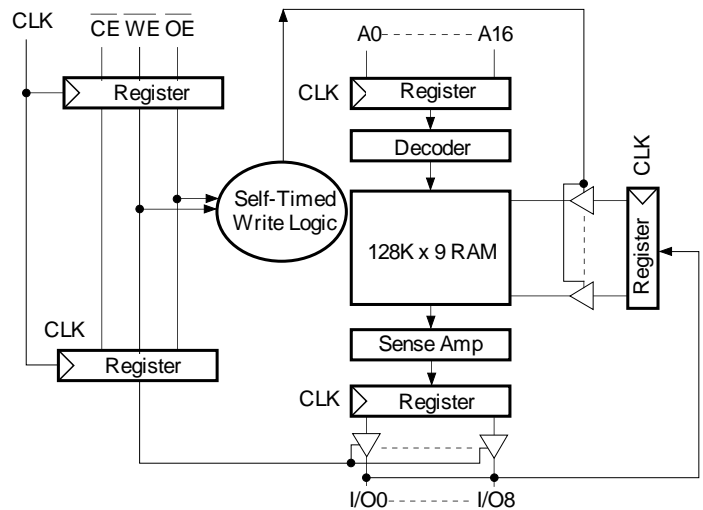 CLK
CE WE OE
A0 A16
Register
CLK
Register
Decoder
CLK
Self-Timed
Write Logic
128K x 9 RAM
Register
CLK
Register
Sense Amp
CLK
Register
I/O0 I/O8